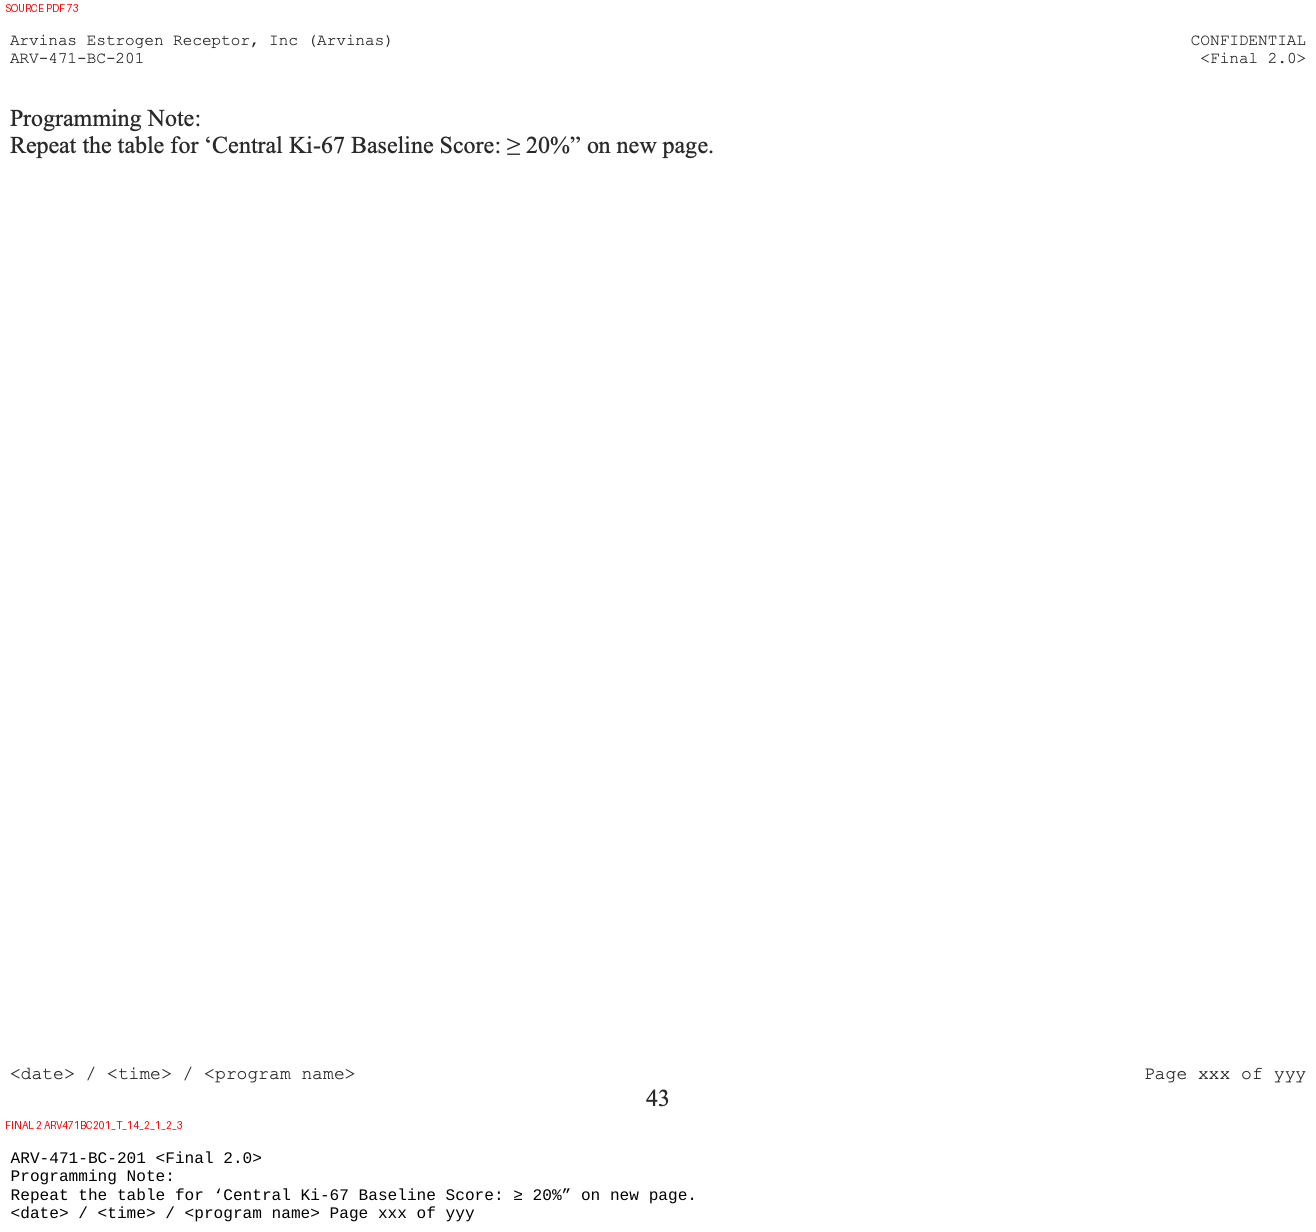 SOURCE PDF 73
Arvinas Estrogen Receptor, Inc (Arvinas) CONFIDENTIAL
ARV-471-BC-201 <Final 2.0>
Programming Note:
Repeat the table for ‘Central Ki-67 Baseline Score: ≥ 20%” on new page.
<date> / <time> / <program name> Page xxx of yyy
43
FINAL 2 ARV471BC201_T_14_2_1_2_3
ARV-471-BC-201 <Final 2.0>
Programming Note:
Repeat the table for ‘Central Ki-67 Baseline Score: ≥ 20%” on new page.
<date> / <time> / <program name> Page xxx of yyy